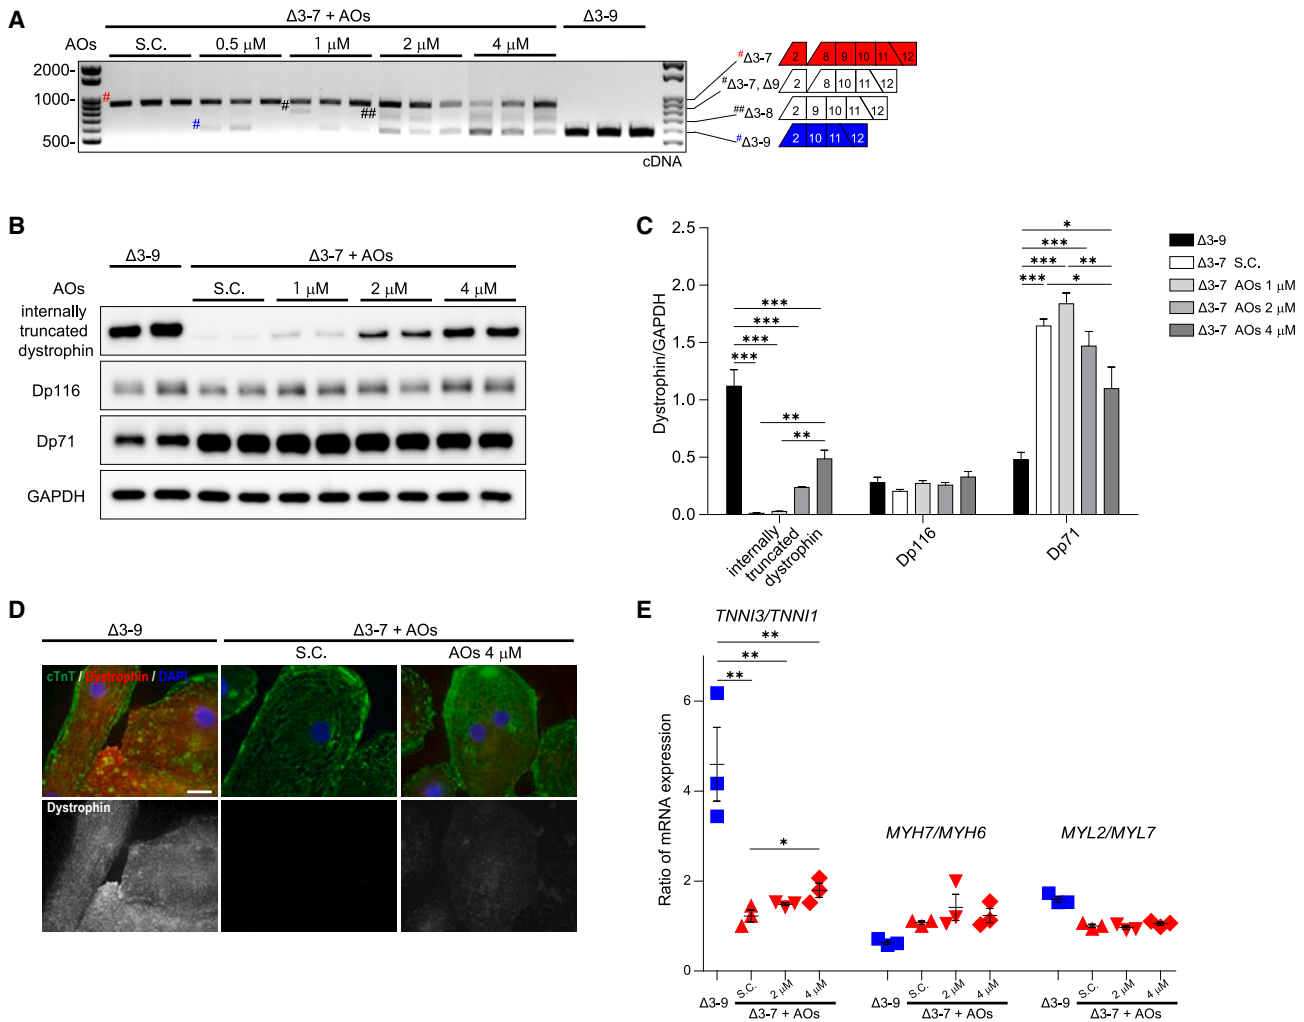 A
Δ3-7 + AOs
Δ3-9
AOs
S.C.
0.5 µM
1 µM
2 µM
4 µM
2000-
1000-
500-
#
#
#
##
cDNA
#Δ3-7
2 8 9 10 11 12
#Δ3-7, Δ9
2 8 10 11 12
##Δ3-8
2 9 10 11 12
#Δ3-9
2 10 11 12
B
Δ3-9
Δ3-7 + AOs
AOs
S.C.
1 µM
2 µM
4 µM
internally
truncated
dystrophin
Dp116
Dp71
GAPDH
C
Dystrophin/GAPDH
2.5
2.0
1.5
1.0
0.5
0.0
***
***
***
***
**
**
*
***
***
**
***
*
internally
truncated
dystrophin
Dp116
Dp71
Δ3-9
Δ3-7 S.C.
Δ3-7 AOs 1 µM
Δ3-7 AOs 2 µM
Δ3-7 AOs 4 µM
D
Δ3-9
Δ3-7 + AOs
S.C.
AOs 4 µM
cTnT / Dystrophin / DAPI
Dystrophin
E
TNNI3/TNNI1
MYH7/MYH6
MYL2/MYL7
Ratio of mRNA expression
6
4
2
0
**
**
**
*
Δ3-9
S.C.
2 µM
4 µM
Δ3-7 + AOs
Δ3-9
S.C.
2 µM
4 µM
Δ3-7 + AOs
Δ3-9
S.C.
2 µM
4 µM
Δ3-7 + AOs